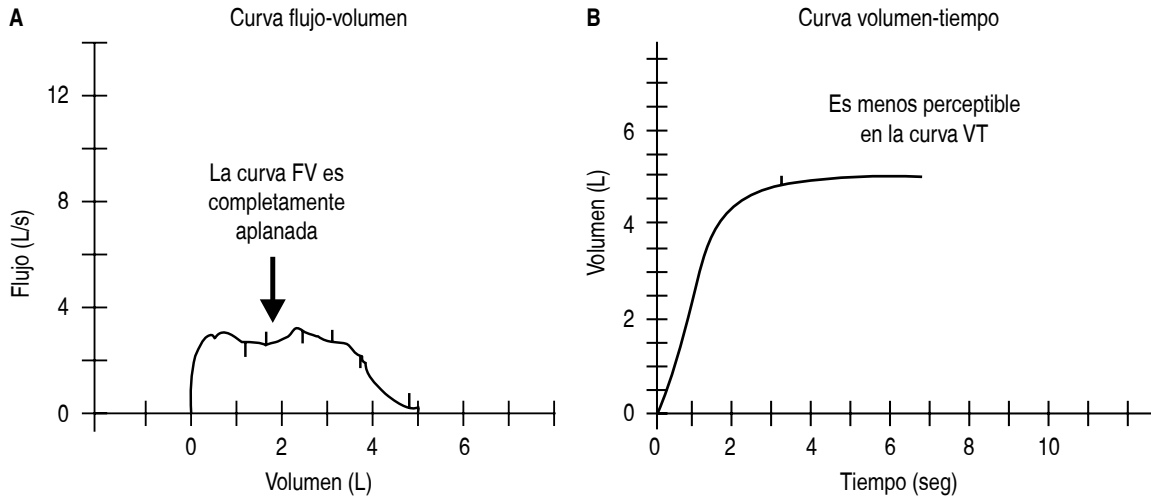 A
Curva flujo-volumen
12
8
4
0
Flujo (L/s)
La curva FV es
completamente
aplanada
0
2
4
6
Volumen (L)
B
Curva volumen-tiempo
6
4
2
0
Volumen (L)
Es menos perceptible
en la curva VT
0
2
4
6
8
10
Tiempo (seg)